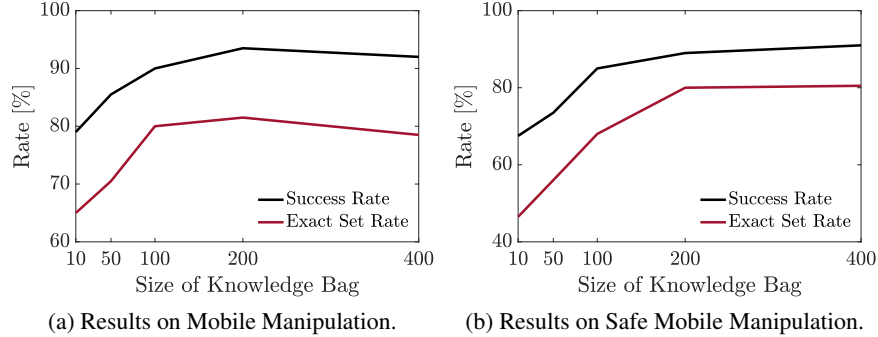 100
90
80
70
60
Rate [%]
Success Rate
Exact Set Rate
10 50 100 200 400
Size of Knowledge Bag
(a) Results on Mobile Manipulation.
100
80
60
40
Rate [%]
Success Rate
Exact Set Rate
10 50 100 200 400
Size of Knowledge Bag
(b) Results on Safe Mobile Manipulation.